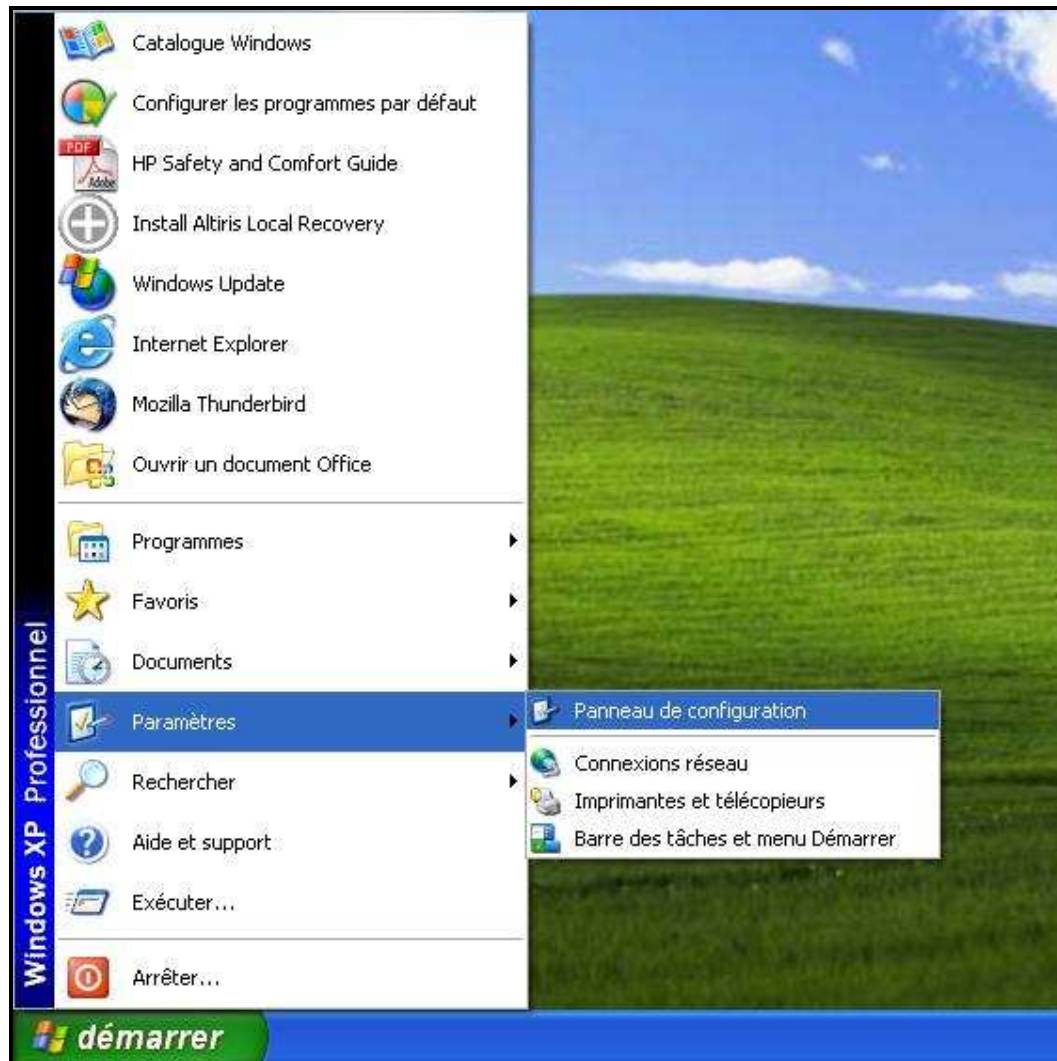 Catalogue Windows
Configurer les programmes par défaut
PDF
Adobe
HP Safety and Comfort Guide
Install Altiris Local Recovery
Windows Update
Internet Explorer
Mozilla Thunderbird
Ouvrir un document Office
Programmes
Favoris
Documents
Paramètres
Panneau de configuration
Connexions réseau
Imprimantes et télécopieurs
Barre des tâches et menu Démarrer
Rechercher
Aide et support
Exécuter...
Arrêter...
Windows XP Professionnel
démarrer